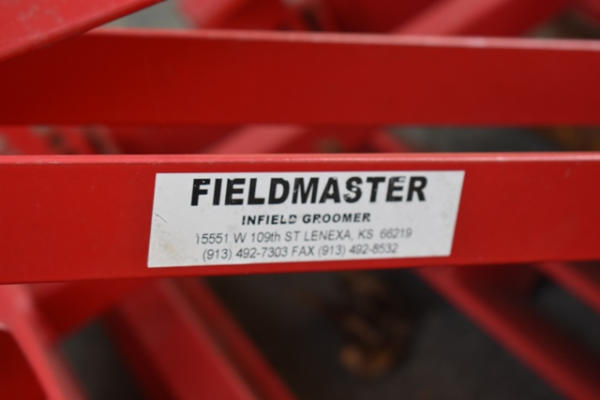 FIELDMASTER
INFIELD GROOMER
15551 W 109th ST LENEXA, KS 66219
(913) 492-7303 FAX (913) 492-8532